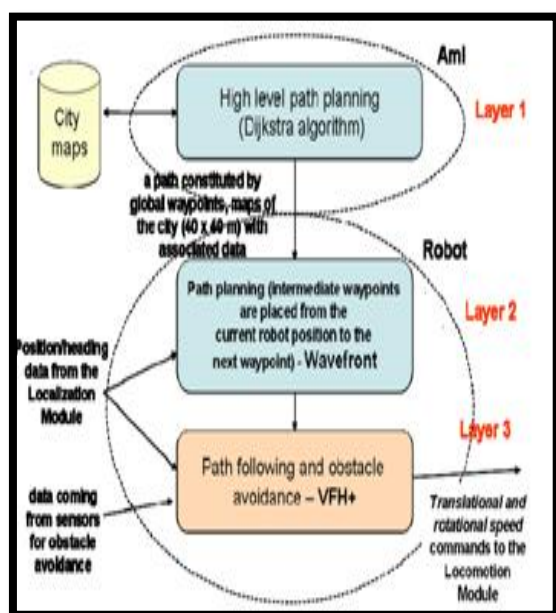 AmI
High level path planning
(Dijkstra algorithm)
Layer 1
City
maps
a path constituted by
global waypoints, maps of
the city (40 x 40 m) with
associated data
Robot
Path planning (intermediate waypoints
are placed from the
current robot position to the
next waypoint) - Wavefront
Layer 2
Position/heading
data from the
Localization
Module
Layer 3
Path following and obstacle
avoidance – VFH+
data coming
from sensors
for obstacle
avoidance
Translational and
rotational speed
commands to the
Locomotion
Module